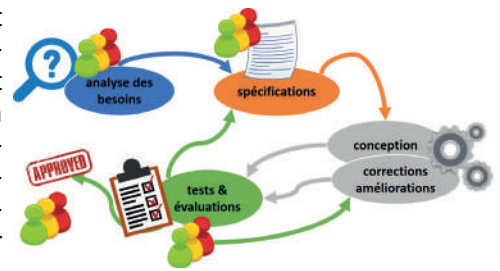 ?
analyse des
besoins
spécifications
conception
corrections
améliorations
tests &
évaluations
APPROVED